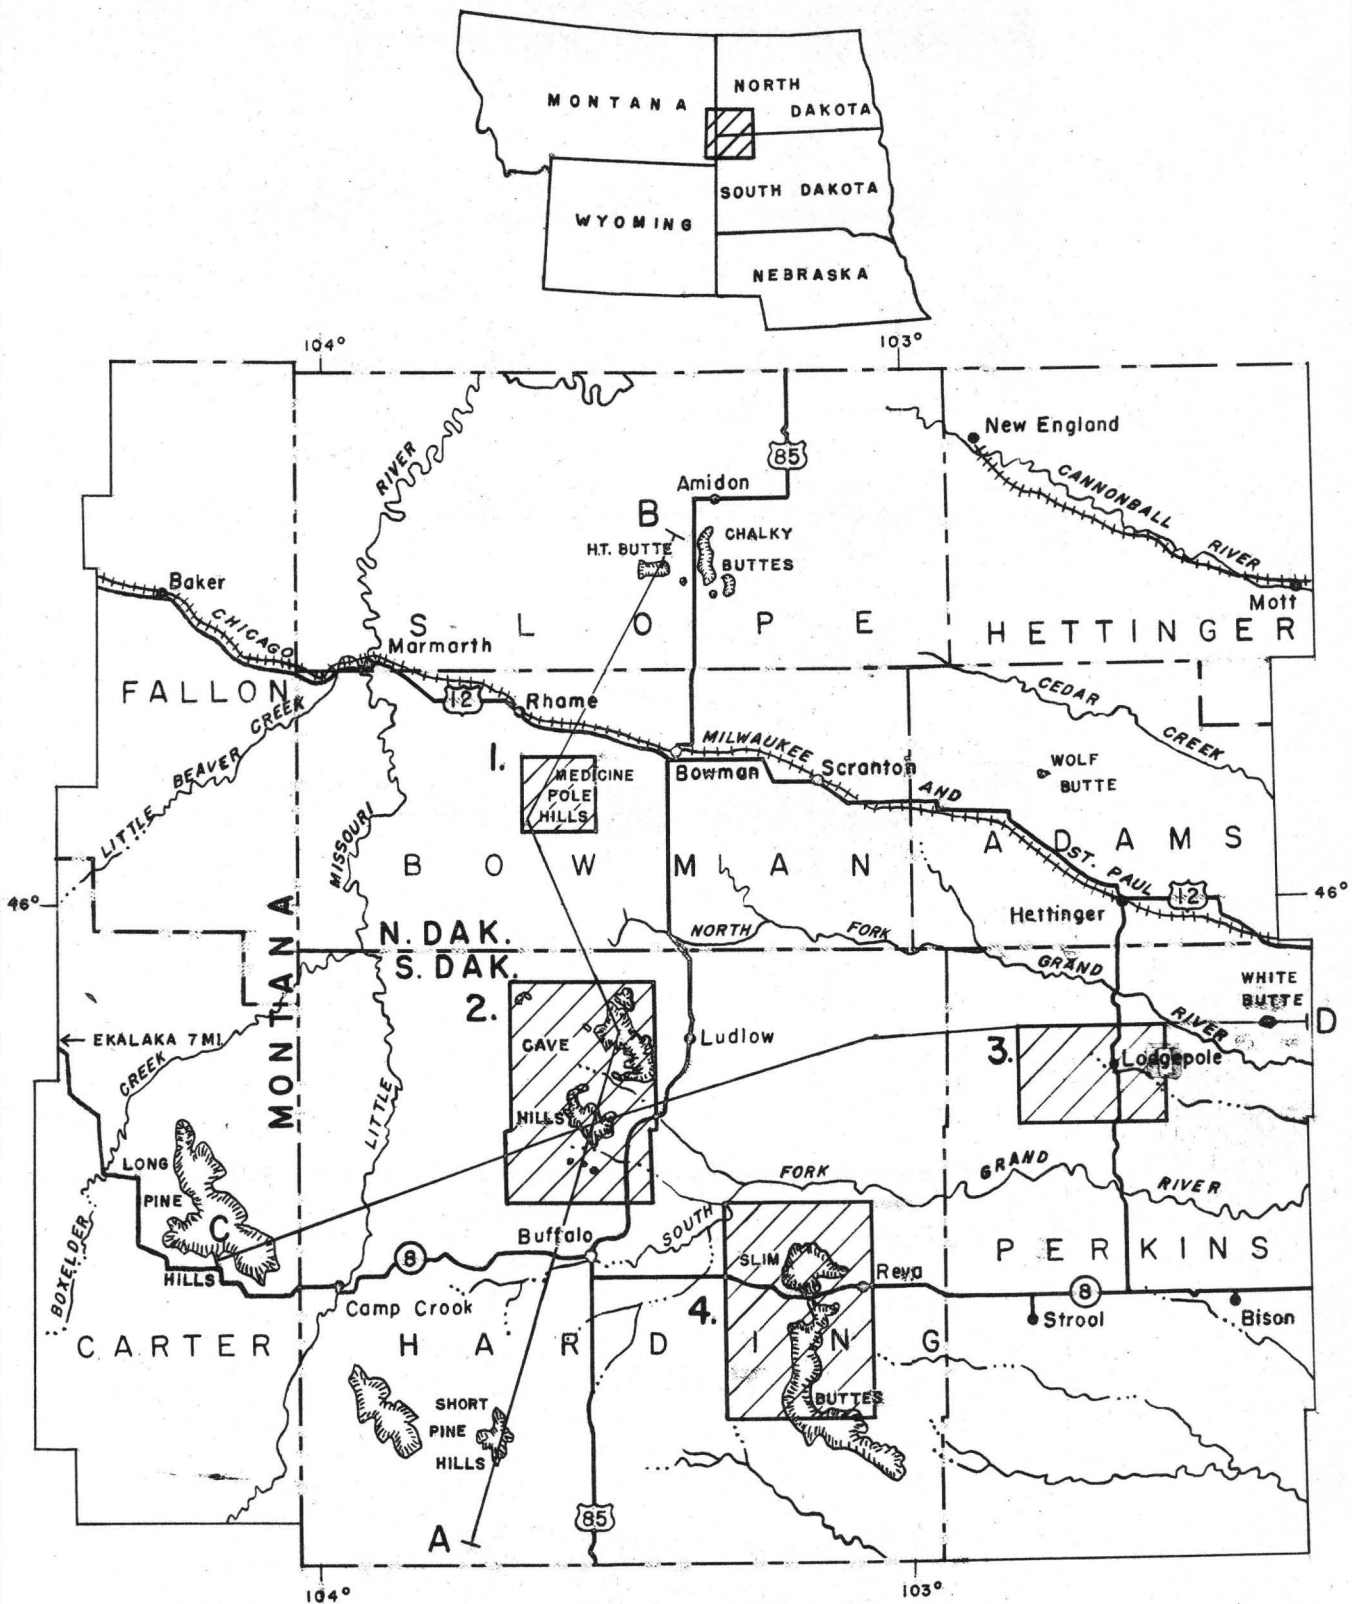 MONTANA
NORTH
DAKOTA
SOUTH DAKOTA
WYOMING
NEBRASKA
104°
103°
New England
RIVER
85
CANNONBALL
Amidon
B
CHALKY
H.T. BUTTE
BUTTES
RIVER
Baker
Mott
CHICAGO
SLOPE
HETTINGER
Marmarth
FALLON
12
Rhame
CEDAR
CREEK
LITTLE BEAVER CREEK
MILWAUKEE
1.
MEDICINE
POLE
HILLS
Bowman
Scranton
WOLF
BUTTE
AND
MISSOURI
BOWMAN
ADAMS
ST. PAUL
12
46°
46°
Hettinger
MONTANA
N. DAK.
NORTH FORK
S. DAK.
GRAND
WHITE
BUTTE
2.
RIVER
D
EKALAKA 7 MI.
CAVE
Ludlow
3.
Lodgepole
CREEK
LITTLE
HILLS
LONG
PINE
FORK
GRAND
RIVER
C
BOXELDER
Buffalo
SOUTH
HILLS
8
SLIM
PERKINS
Reva
Camp Crook
4.
8
Strool
Bison
CARTER
HARDING
SHORT
PINE
HILLS
BUTTES
85
A
104°
103°